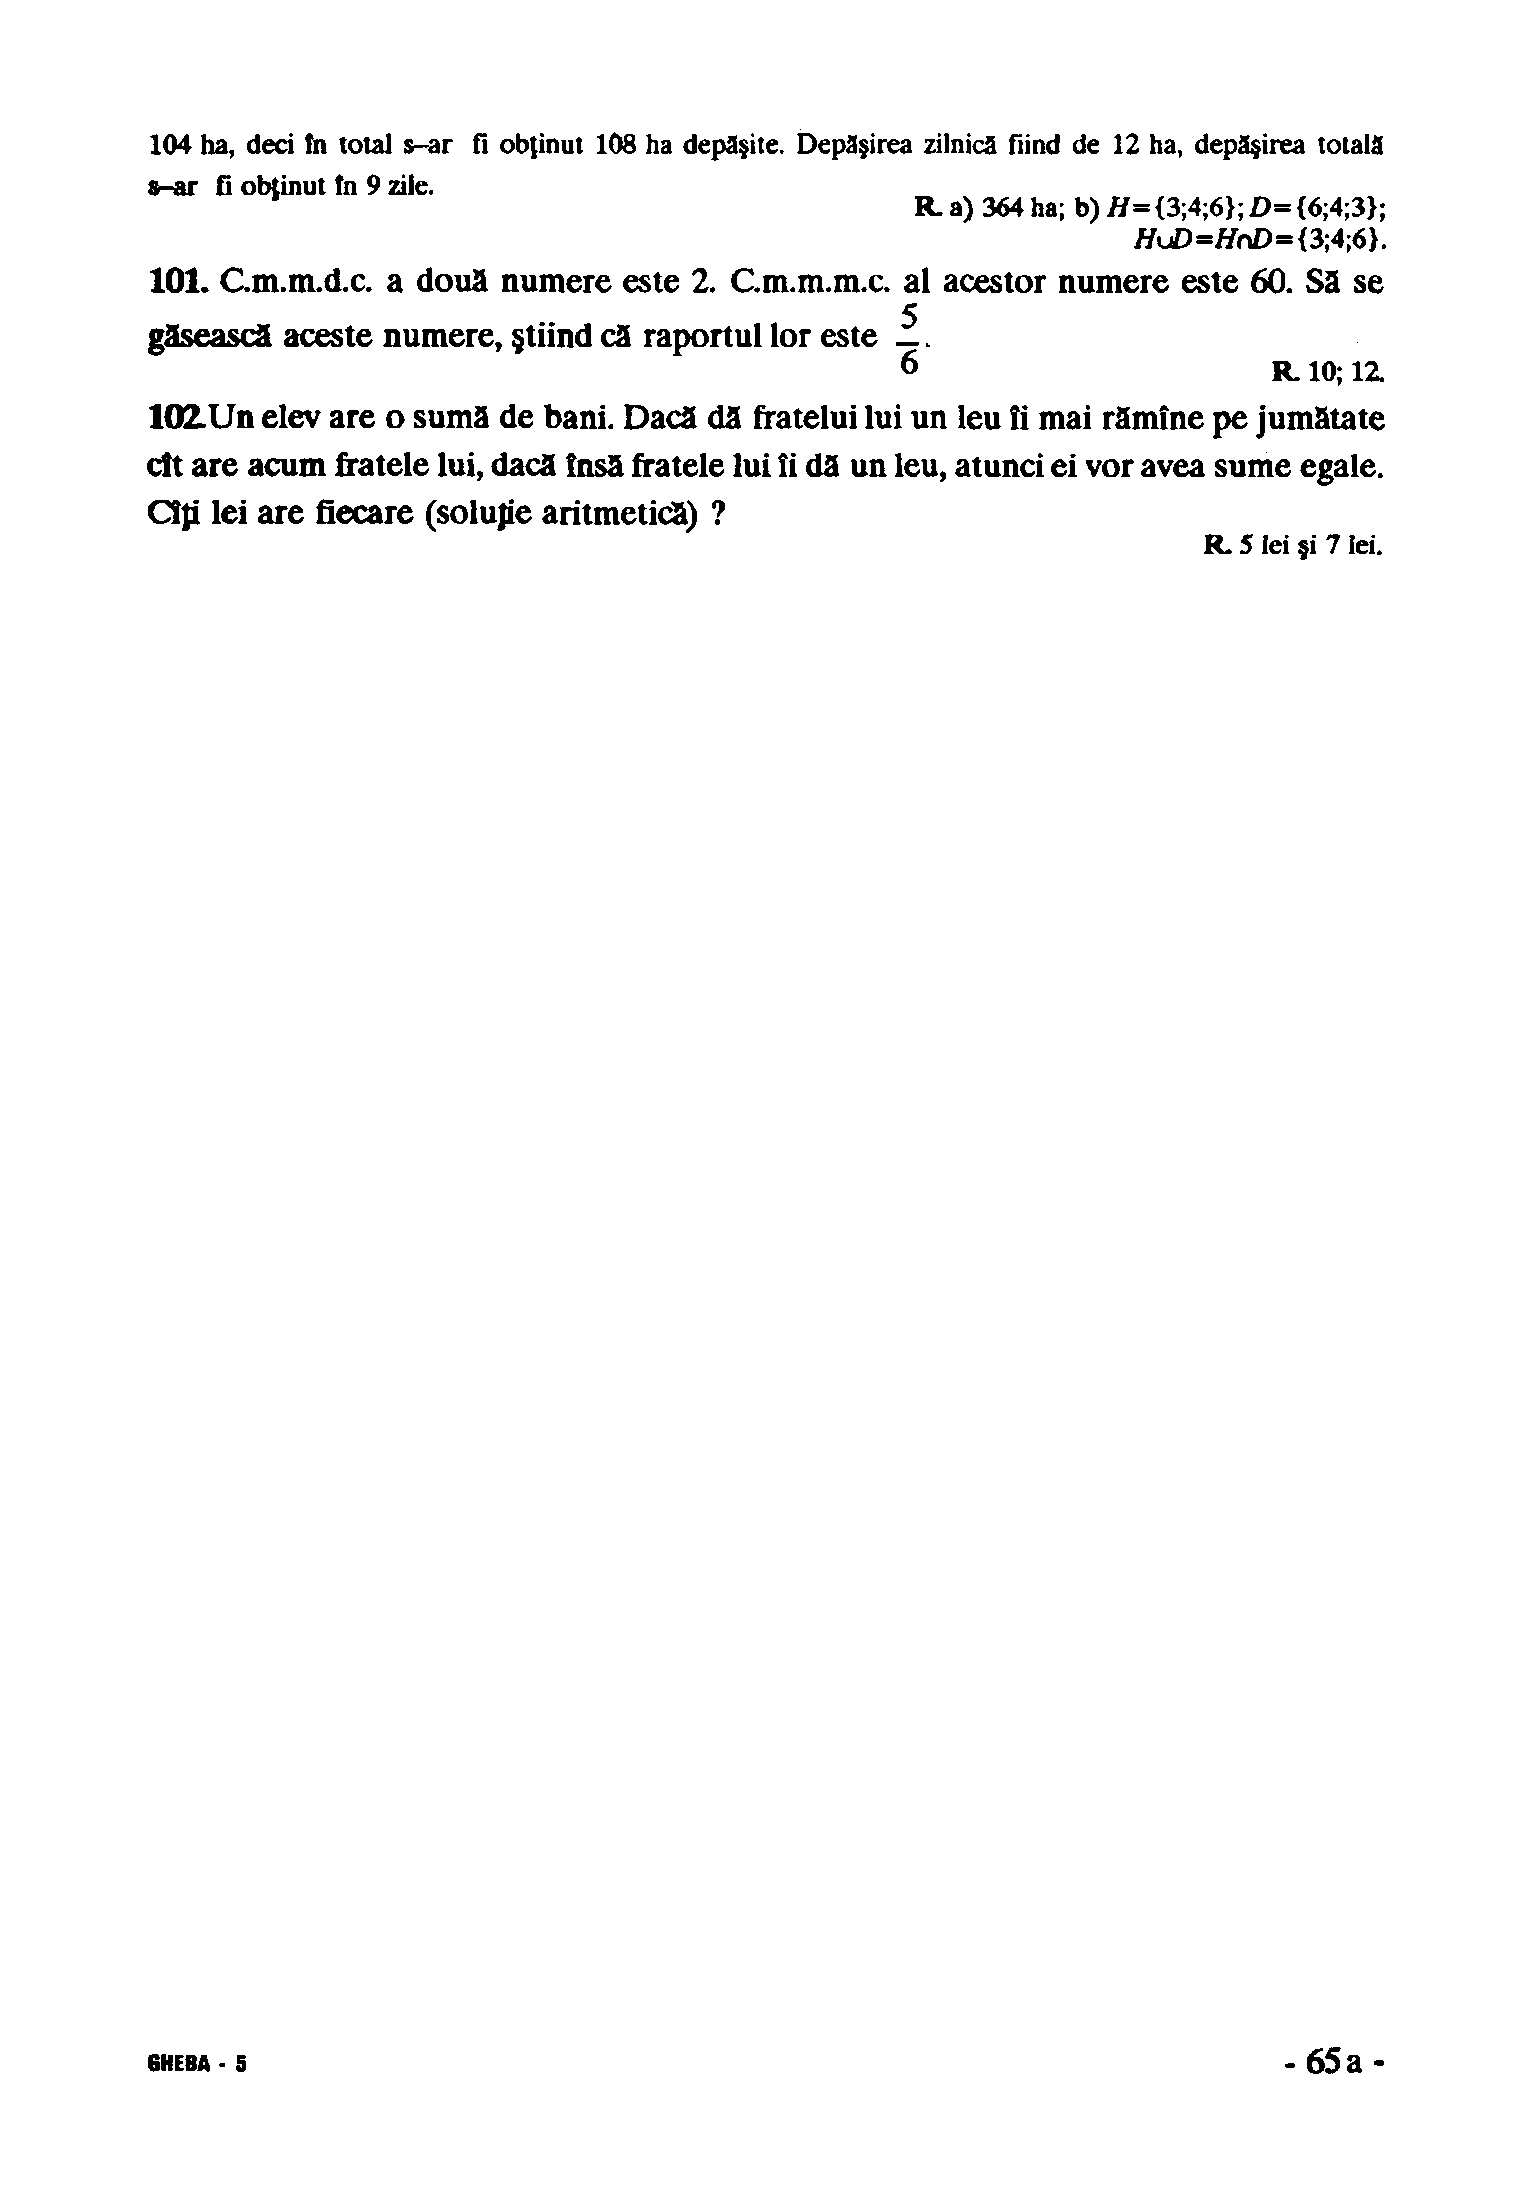 104 ha, deci în total s-ar fi obţinut 108 ha depăşite. Depăşirea zilnică fiind de 12 ha, depăşirea totală
s-ar fi obţinut în 9 zile.
R. a) 364 ha; b) H={3;4;6}; D={6;4;3};
H∪D=H∩D={3;4;6}.
101. C.m.m.d.c. a două numere este 2. C.m.m.m.c. al acestor numere este 60. Să se
găsească aceste numere, ştiind că raportul lor este 5/6.
R. 10; 12.
102.Un elev are o sumă de bani. Dacă dă fratelui lui un leu îi mai rămîne pe jumătate
cît are acum fratele lui, dacă însă fratele lui îi dă un leu, atunci ei vor avea sume egale.
Cîţi lei are fiecare (soluţie aritmetică) ?
R. 5 lei şi 7 lei.
GHEBA - 5
- 65 a -